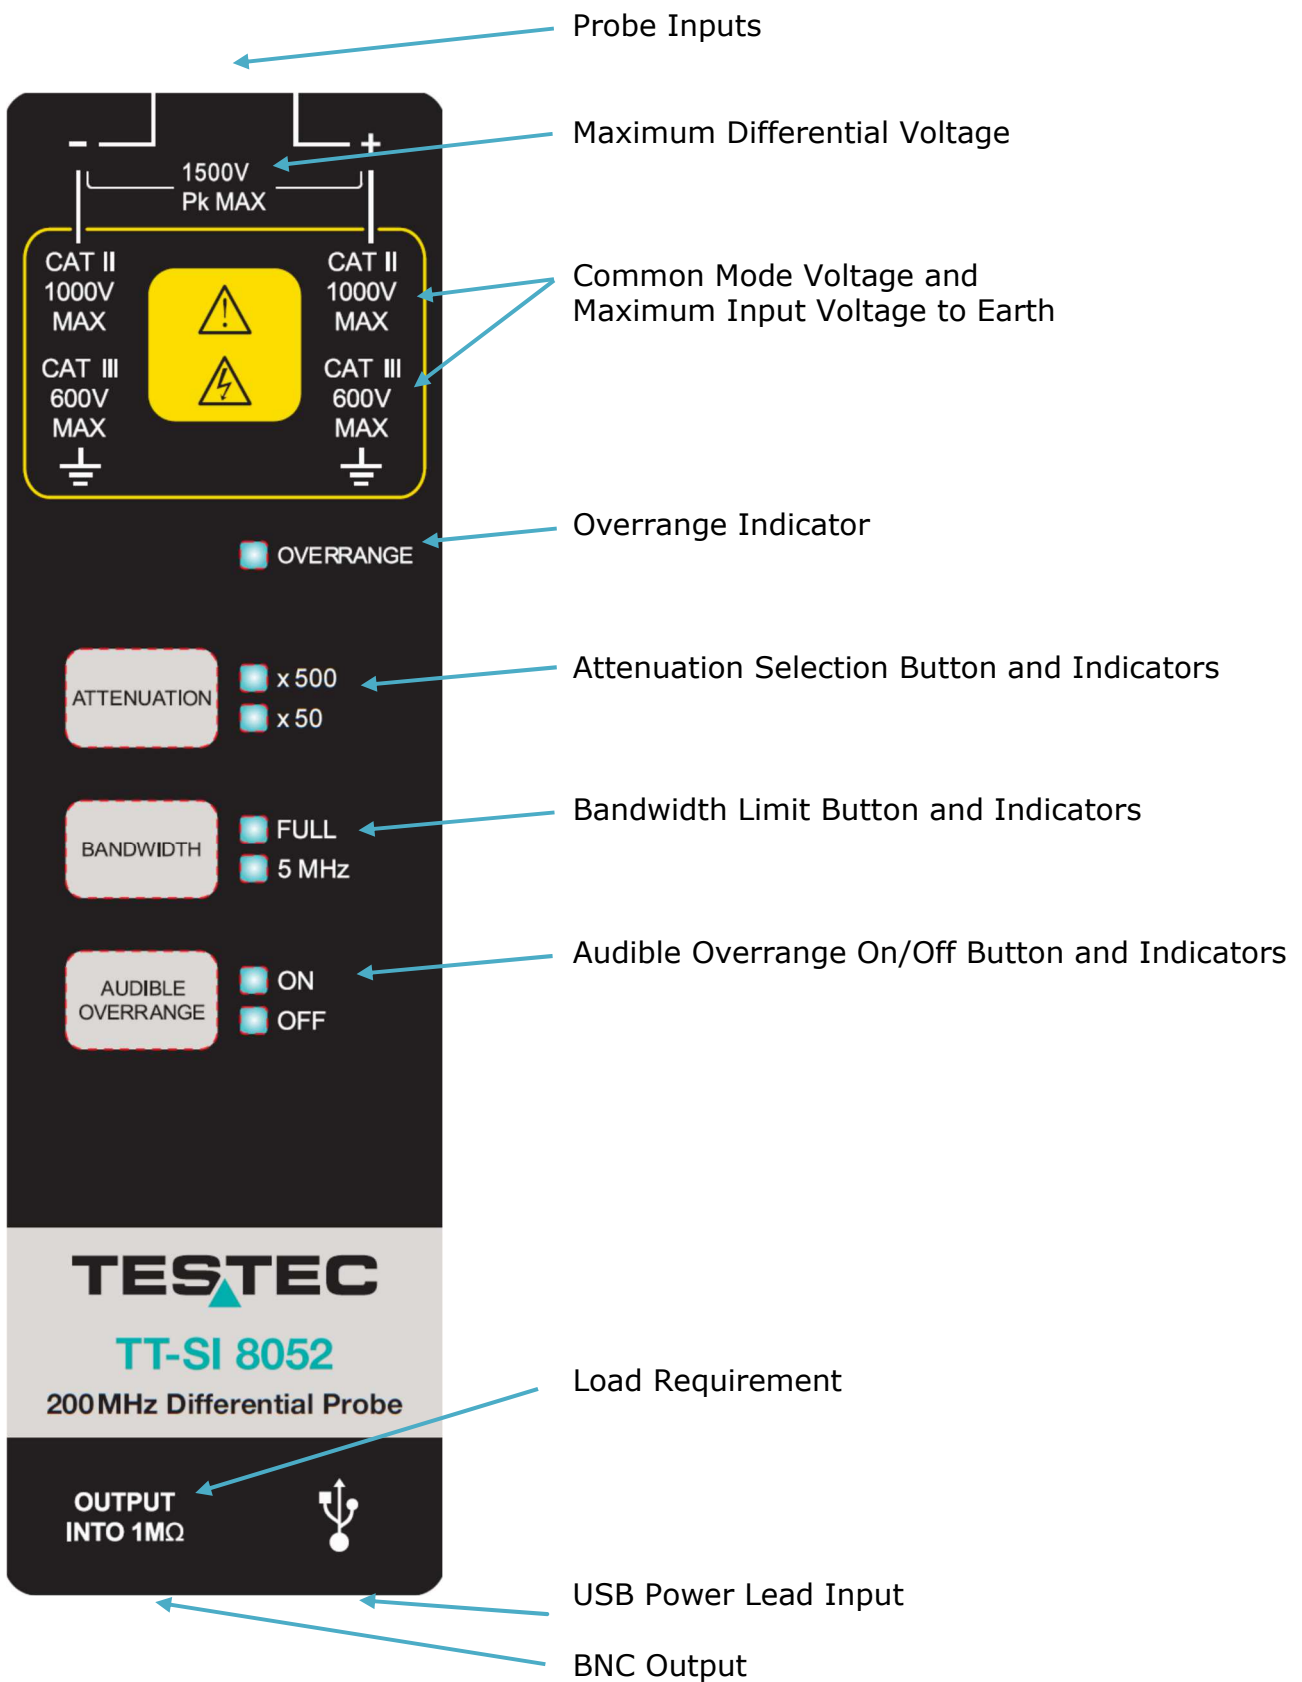 Probe Inputs
- +
Maximum Differential Voltage
1500V
Pk MAX
CAT II
1000V
MAX
CAT III
600V
MAX
CAT II
1000V
MAX
CAT III
600V
MAX
Common Mode Voltage and
Maximum Input Voltage to Earth
Overrange Indicator
OVERRANGE
Attenuation Selection Button and Indicators
ATTENUATION
x 500
x 50
Bandwidth Limit Button and Indicators
BANDWIDTH
FULL
5 MHz
Audible Overrange On/Off Button and Indicators
AUDIBLE
OVERRANGE
ON
OFF
TESTEC
TT-SI 8052
200 MHz Differential Probe
Load Requirement
OUTPUT
INTO 1MΩ
USB Power Lead Input
BNC Output